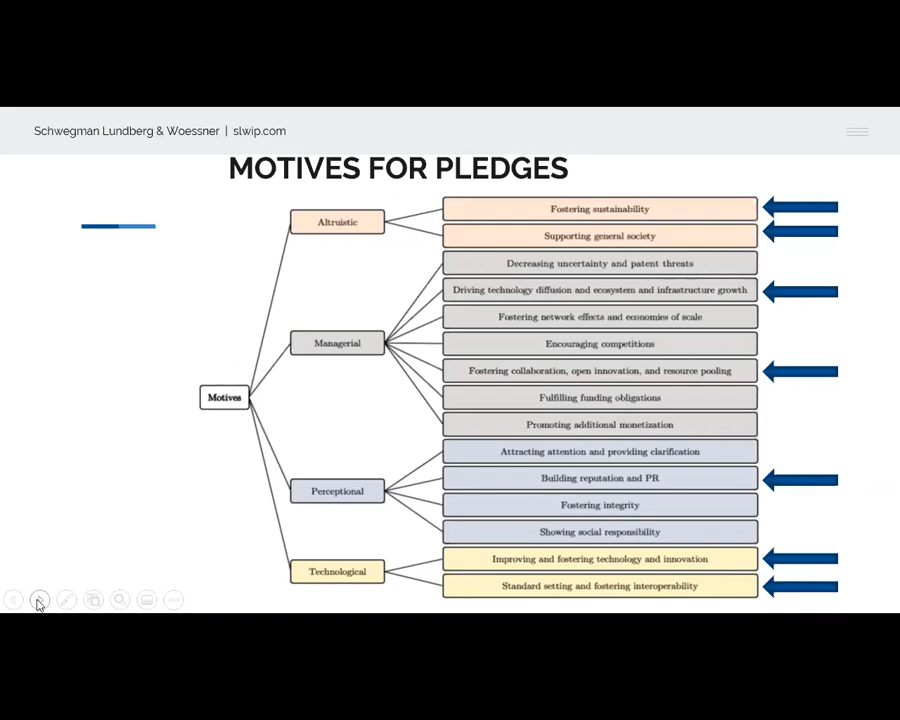 Schwegman Lundberg & Woessner | slwip.com
MOTIVES FOR PLEDGES
Motives
Altruistic
Fostering sustainability
Supporting general society
Managerial
Decreasing uncertainty and patent threats
Driving technology diffusion and ecosystem and infrastructure growth
Fostering network effects and economies of scale
Encouraging competitions
Fostering collaboration, open innovation, and resource pooling
Fulfilling funding obligations
Promoting additional monetization
Perceptional
Attracting attention and providing clarification
Building reputation and PR
Fostering integrity
Showing social responsibility
Technological
Improving and fostering technology and innovation
Standard setting and fostering interoperability